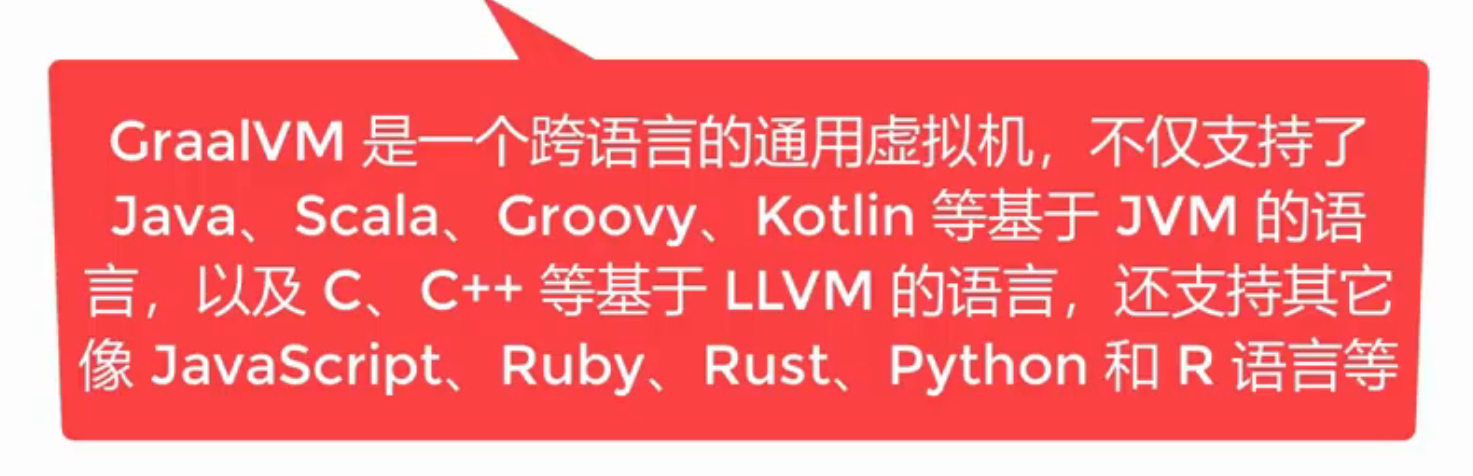 GraalVM 是一个跨语言的通用虚拟机，不仅支持了
Java、Scala、Groovy、Kotlin 等基于 JVM 的语
言，以及 C、C++ 等基于 LLVM 的语言，还支持其它
像 JavaScript、Ruby、Rust、Python 和 R 语言等